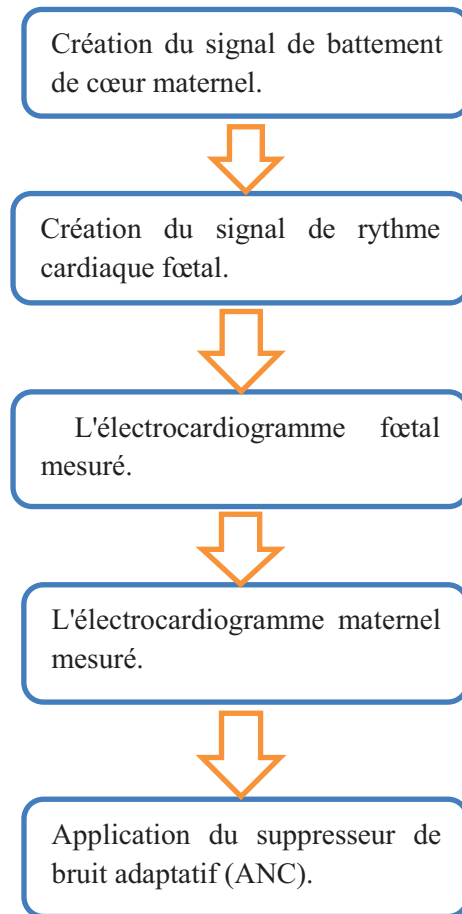 Création du signal de battement
de cœur maternel.
Création du signal de rythme
cardiaque fœtal.
L'électrocardiogramme fœtal
mesuré.
L'électrocardiogramme maternel
mesuré.
Application du suppresseur de
bruit adaptatif (ANC).